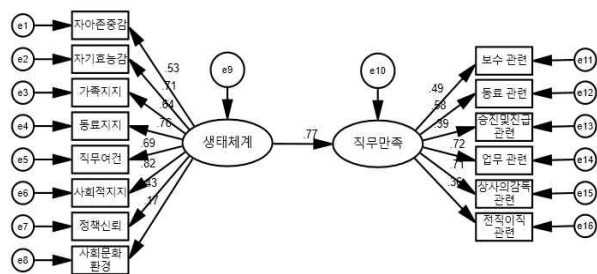 e1
자아존중감
e2
자기효능감
e3
가족지지
e4
동료지지
e5
직무여건
e6
사회적지지
e7
정책신뢰
e8
사회문화
환경
.53
.71
.64
.76
.69
.82
.43
.17
e9
생태체계
.77
e10
직무만족
.49
.58
.59
.72
.71
.36
보수 관련
e11
동료 관련
e12
승진및진급
관련
e13
업무 관련
e14
상사의감독
관련
e15
전직이직
관련
e16